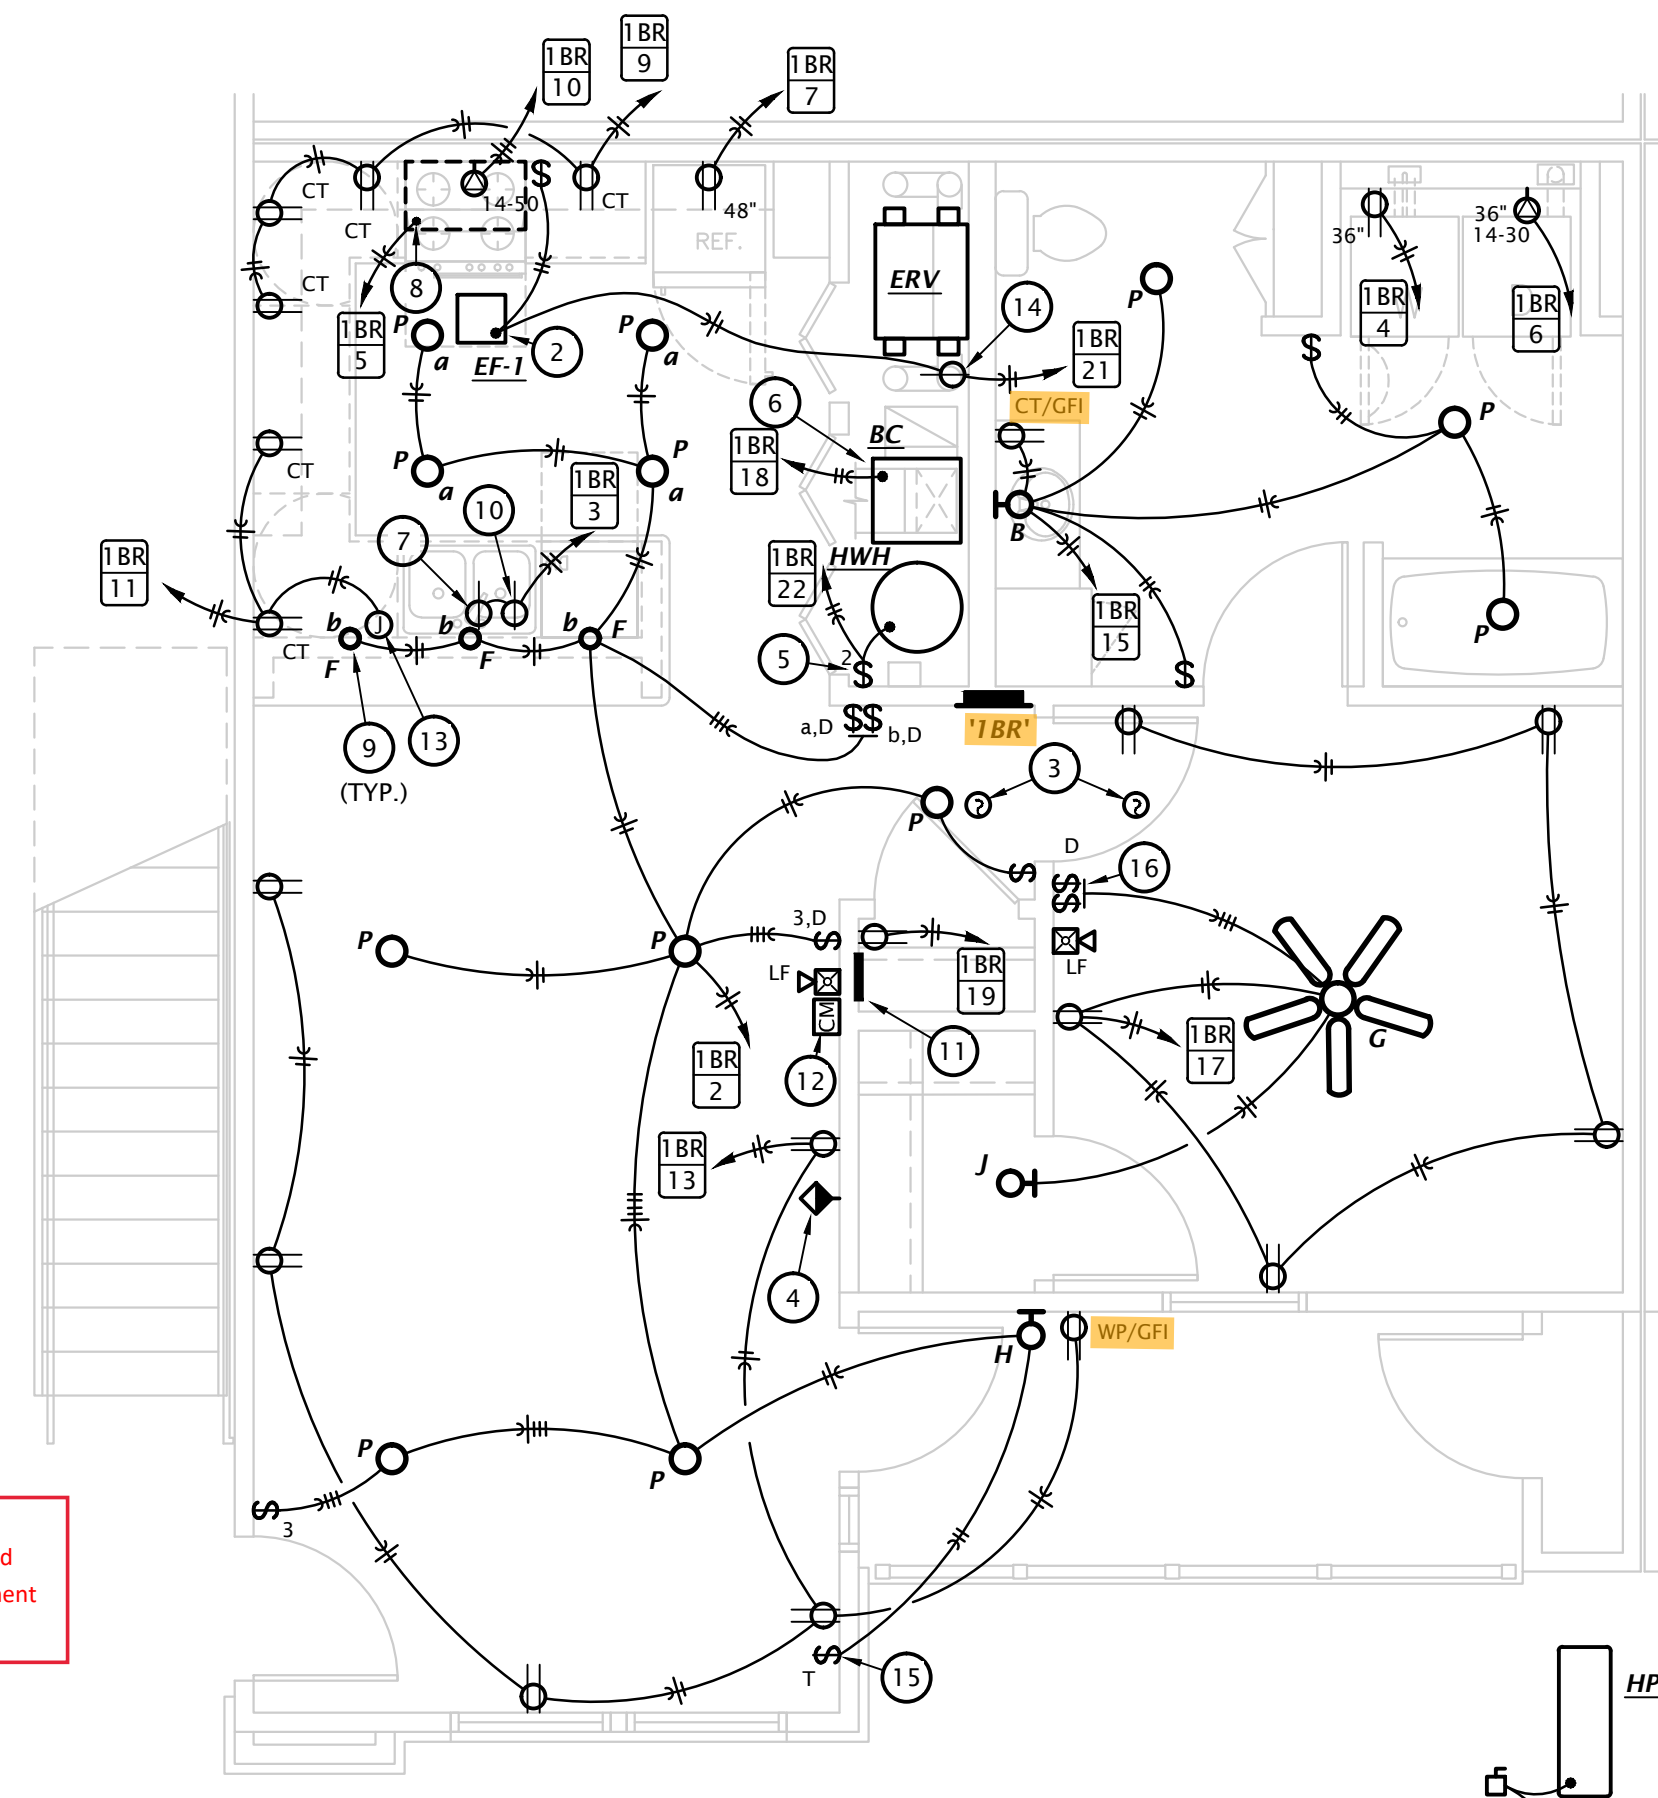 1BR
9
1BR
10
1BR
7
CT
14-50
CT
CT
48"
REF.
36"
36"
14-30
CT
8
1BR
5
P
a
EF-1
2
P
a
ERV
14
1BR
21
P
1BR
4
1BR
6
6
CT/GFI
BC
1BR
18
P
a
P
a
P
CT
10
1BR
3
7
B
1BR
11
1BR
22
HWH
1BR
15
P
J
b
F
b
F
b
F
CT
5
2
9
(TYP.)
13
a,D
b,D
'1BR'
3
P
D
16
3,D
P
P
LF
CM
1BR
19
LF
1BR
2
12
11
1BR
17
G
1BR
13
J
4
H
WP/GFI
P
P
3
d
ent
T
15
HP